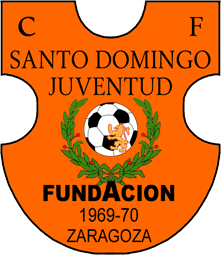 C F
SANTO DOMINGO
JUVENTUD
FUNDACION
1969-70
ZARAGOZA